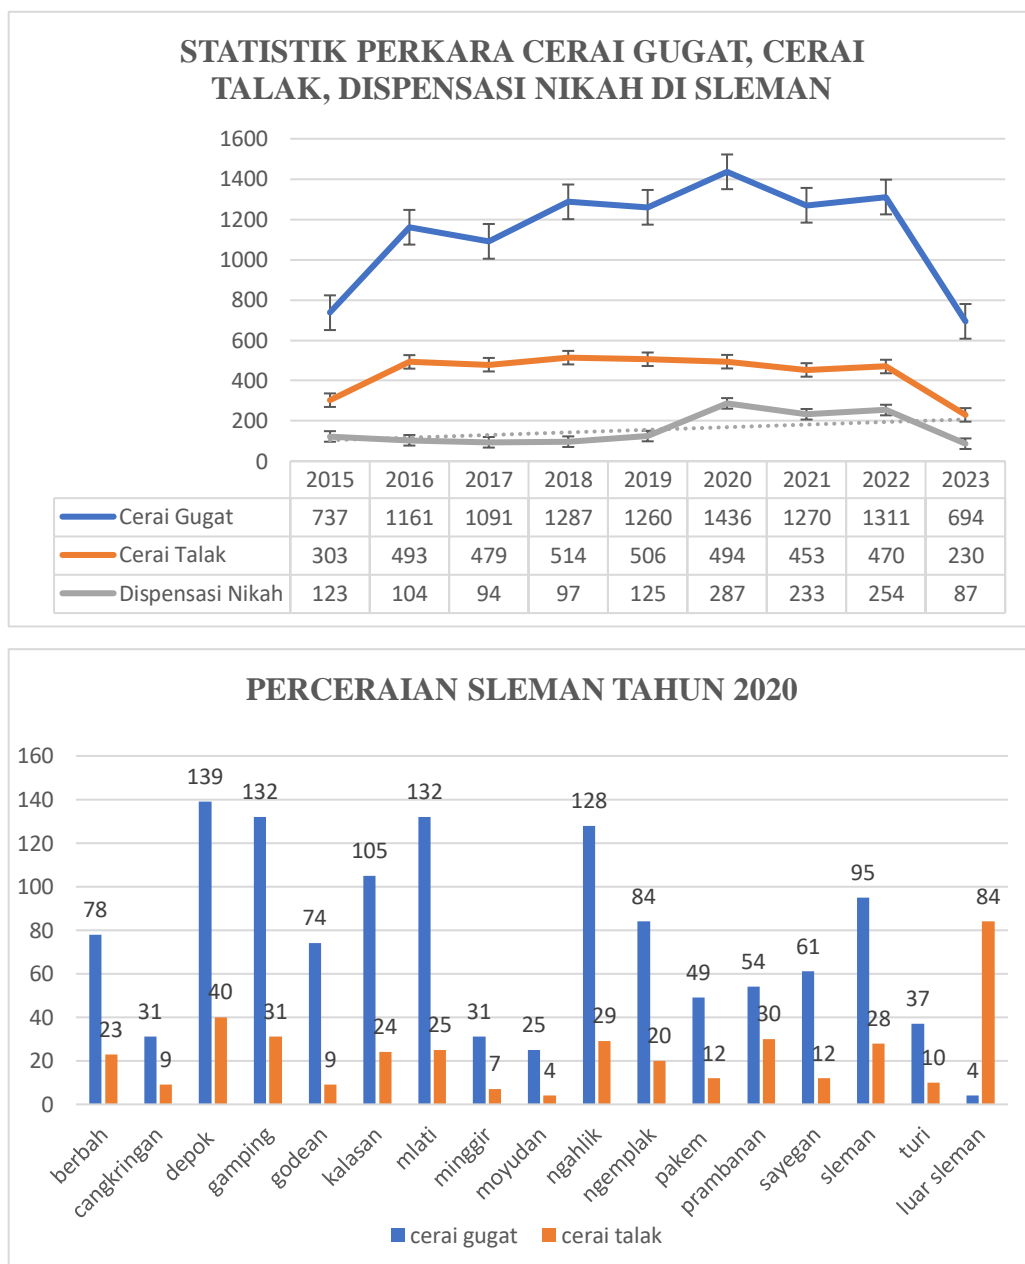 STATISTIK PERKARA CERAI GUGAT, CERAI
TALAK, DISPENSASI NIKAH DI SLEMAN
1600
1400
1200
1000
800
600
400
200
0
2015 2016 2017 2018 2019 2020 2021 2022 2023
Cerai Gugat 737 1161 1091 1287 1260 1436 1270 1311 694
Cerai Talak 303 493 479 514 506 494 453 470 230
Dispensasi Nikah 123 104 94 97 125 287 233 254 87
PERCERAIAN SLEMAN TAHUN 2020
160
140
120
100
80
60
40
20
0
78 31 139 132 74 105 132 31 25 128 84 49 54 61 95 37 4
23 9 40 31 9 24 25 7 4 29 20 12 30 12 28 10 84
berbah cangkringan depok gamping godean kalasan mlati minggir moyudan ngahlik ngemplak pakem prambanan sayegan sleman turi luar sleman
cerai gugat cerai talak